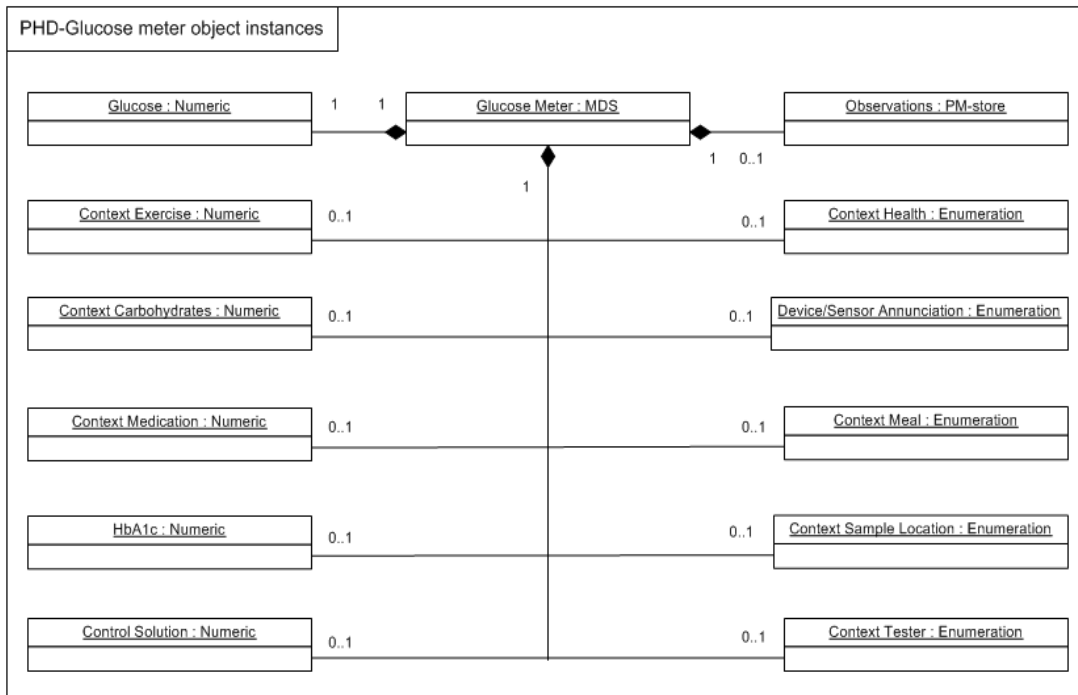 PHD-Glucose meter object instances
Glucose : Numeric
1
1
Glucose Meter : MDS
Observations : PM-store
1
0..1
1
Context Exercise : Numeric
0..1
0..1
Context Health : Enumeration
Context Carbohydrates : Numeric
0..1
0..1
Device/Sensor Annunciation : Enumeration
Context Medication : Numeric
0..1
0..1
Context Meal : Enumeration
HbA1c : Numeric
0..1
0..1
Context Sample Location : Enumeration
Control Solution : Numeric
0..1
0..1
Context Tester : Enumeration